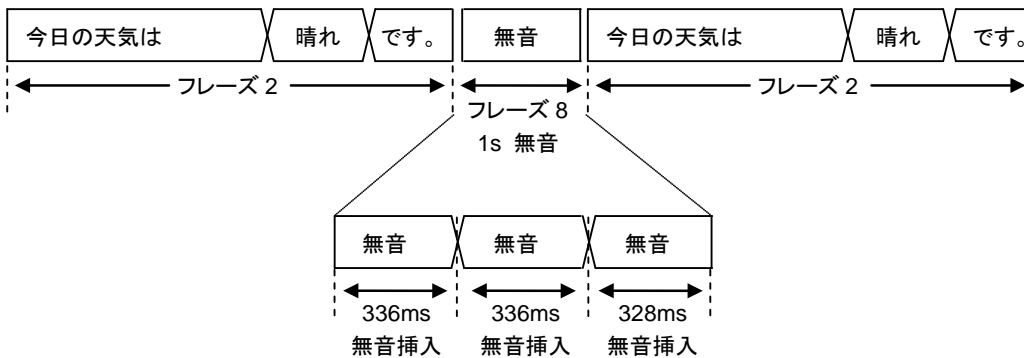 今日の天気は 晴れ です。 無音 今日の天気は 晴れ です。
フレーズ 2 フレーズ 8 フレーズ 2
1s 無音
無音 無音 無音
336ms 336ms 328ms
無音挿入 無音挿入 無音挿入